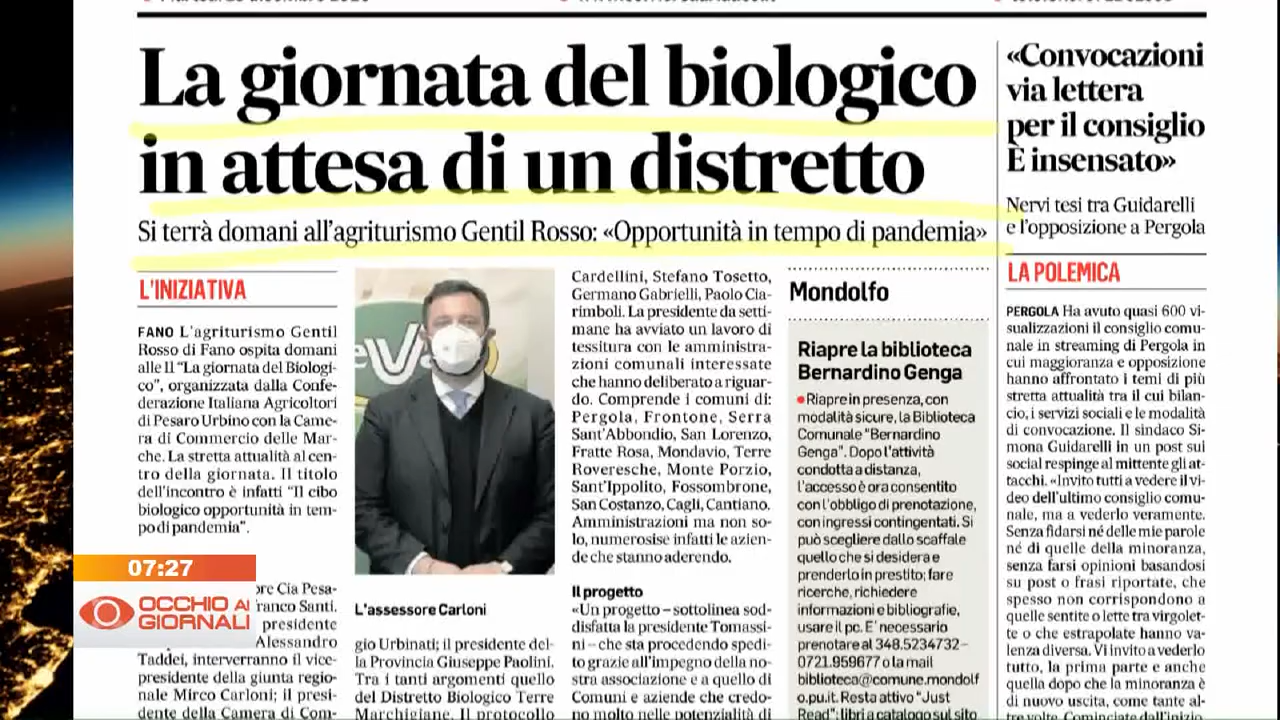 La giornata del biologico
in attesa di un distretto
Si terrà domani all'agriturismo Gentil Rosso: «Opportunità in tempo di pandemia»
L'INIZIATIVA
FANO L'agriturismo Gentil
Rosso di Fano ospita domani
alle 11 "La giornata del Biologi-
co", organizzata dalla Confe-
derazione Italiana Agricoltori
di Pesaro Urbino con la Came-
ra di Commercio delle Mar-
che. La stretta attualità al cen-
tro della giornata. Il titolo
dell'incontro è infatti "Il cibo
biologico opportunità in tem-
po di pandemia".
ore Cia Pesa-
ranco Santi,
presidente
Alessandro
Taddei, interverranno il vice-
presidente della giunta regio-
nale Mirco Carloni; il presi-
dente della Camera di Com-
L'assessore Carloni
gio Urbinati; il presidente del-
la Provincia Giuseppe Paolini.
Tra i tanti argomenti quello
del Distretto Biologico Terre
Marchigiane. Il protocollo
Cardellini, Stefano Tosetto,
Germano Gabrielli, Paolo Cia-
rimboli. La presidente da setti-
mane ha avviato un lavoro di
tessitura con le amministra-
zioni comunali interessate
che hanno deliberato a riguar-
do. Comprende i comuni di:
Pergola, Frontone, Serra
Sant'Abbondio, San Lorenzo,
Fratte Rosa, Mondavio, Terre
Roveresche, Monte Porzio,
Sant'Ippolito, Fossombrone,
San Costanzo, Cagli, Cantiano.
Amministrazioni ma non so-
lo, numerosise infatti le azien-
de che stanno aderendo.
Il progetto
«Un progetto – sottolinea sod-
disfatta la presidente Tomassi-
ni – che sta procedendo spedi-
to grazie all'impegno della no-
stra associazione e a quello di
Comuni e aziende che credo-
no molto nelle potenzialità di
Mondolfo
Riapre la biblioteca
Bernardino Genga
Riapre in presenza, con
modalità sicure, la Biblioteca
Comunale "Bernardino
Genga". Dopo l'attività
condotta a distanza,
l'accesso è ora consentito
con l'obbligo di prenotazione,
con ingressi contingentati. Si
può scegliere dallo scaffale
quello che si desidera e
prenderlo in prestito; fare
ricerche, richiedere
informazioni e bibliografie,
usare il pc. E' necessario
prenotare al 348.5234732–
0721.959677 o la mail
biblioteca@comune.mondolf
o.pu.it. Resta attivo "Just
Read": libri a catalogo sul sito
«Convocazioni
via lettera
per il consiglio
È insensato»
Nervi tesi tra Guidarelli
e l'opposizione a Pergola
LA POLEMICA
PERGOLA Ha avuto quasi 600 vi-
sualizzazioni il consiglio comu-
nale in streaming di Pergola in
cui maggioranza e opposizione
hanno affrontato i temi di più
stretta attualità tra il cui bilan-
cio, i servizi sociali e le modalità
di convocazione. Il sindaco Si-
mona Guidarelli in un post sui
social respinge al mittente gli at-
tacchi. «Invito tutti a vedere il vi-
deo dell'ultimo consiglio comu-
nale, ma a vederlo veramente.
Senza fidarsi né delle mie parole
né di quelle della minoranza,
senza farsi opinioni basandosi
su post o frasi riportate, che
spesso non corrispondono a
quelle sentite o lette tra virgolet-
te o che estrapolate hanno va-
lenza diversa. Vi invito a vederlo
tutto, la prima parte e anche
quella dopo che la minoranza è
di nuovo uscita, come tante al-
07:27
OCCHIO AI
GIORNALI